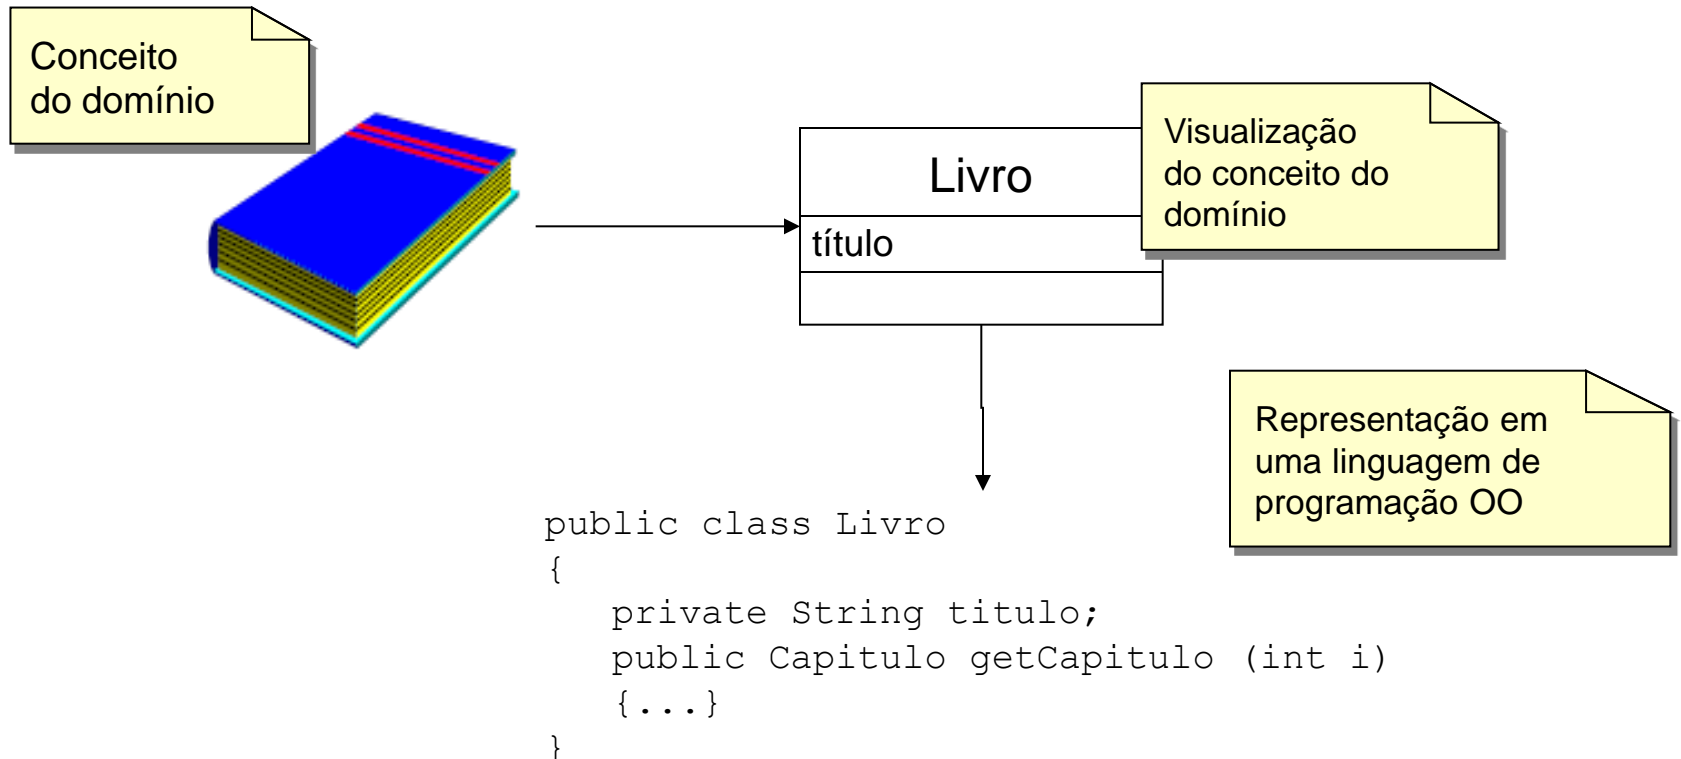 Conceito
do domínio
Livro
título
Visualização
do conceito do
domínio
Representação em
uma linguagem de
programação OO
public class Livro
{
private String titulo;
public Capitulo getCapitulo (int i)
{...}
}